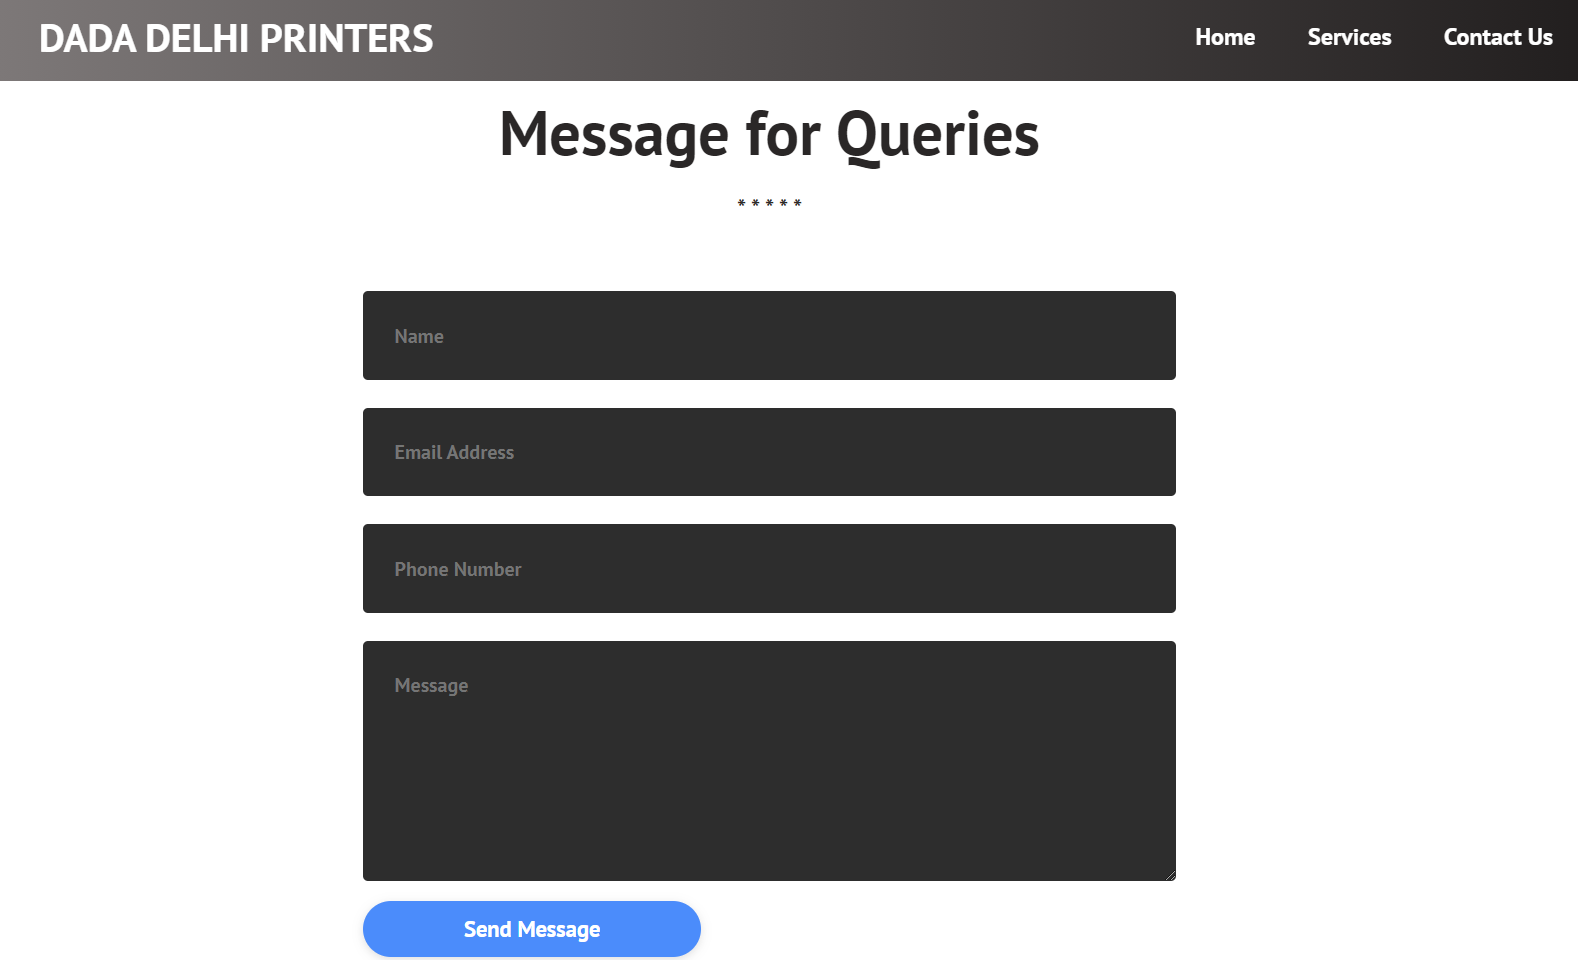 DADA DELHI PRINTERS
Home Services Contact Us
Message for Queries
* * * * *
Name
Email Address
Phone Number
Message
Send Message